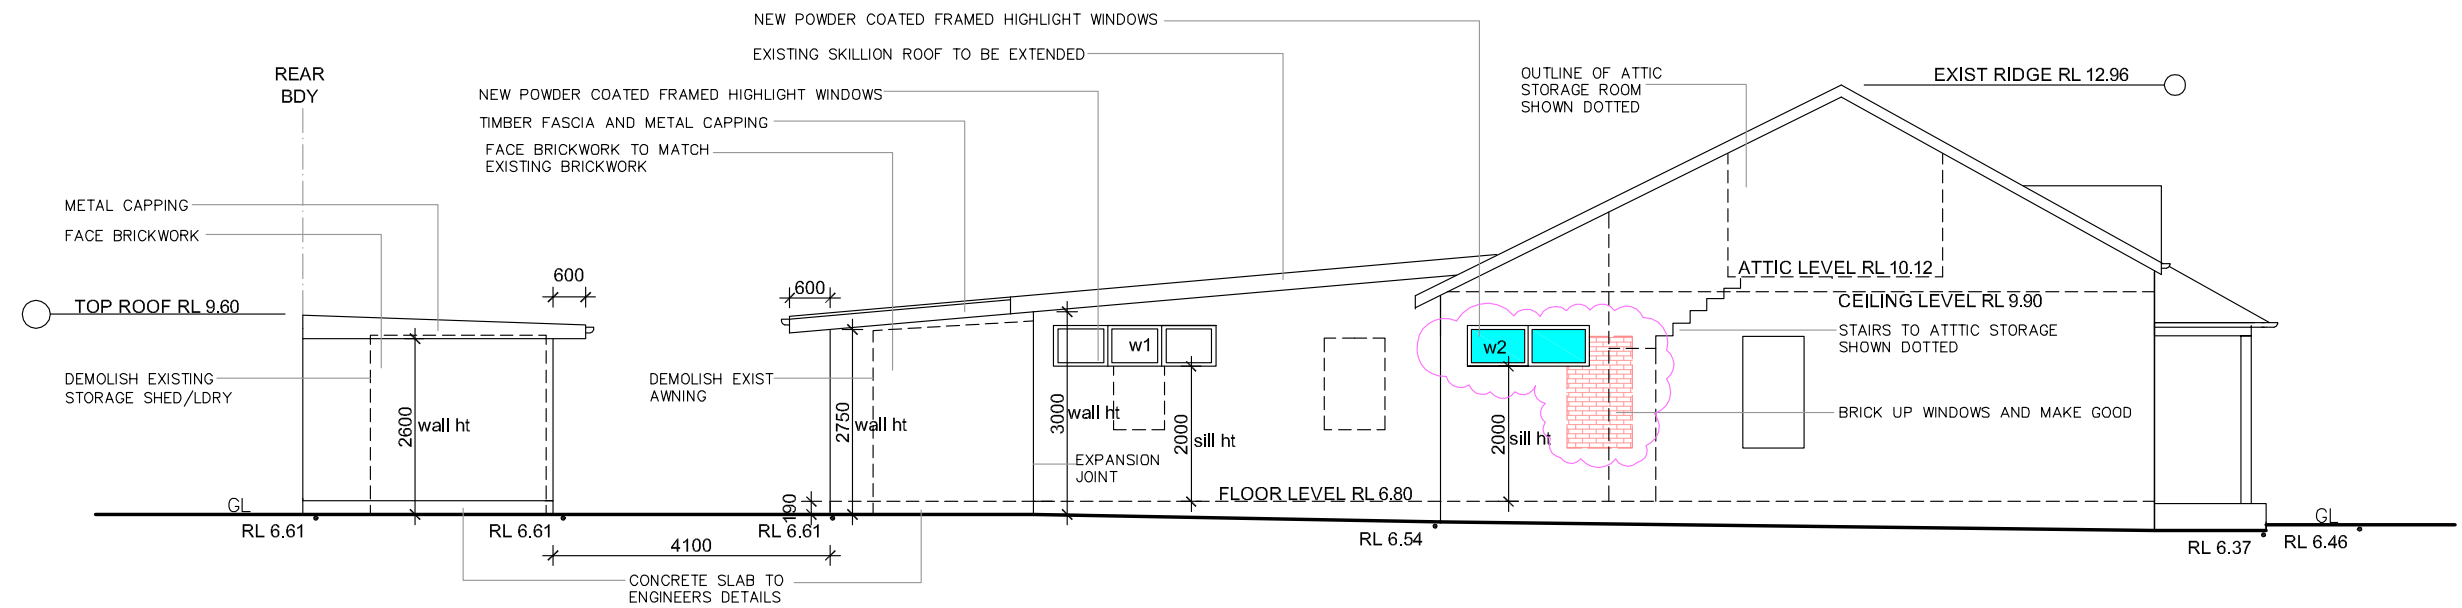 NEW POWDER COATED FRAMED HIGHLIGHT WINDOWS
EXISTING SKILLION ROOF TO BE EXTENDED
REAR
BDY
OUTLINE OF ATTIC
STORAGE ROOM
SHOWN DOTTED
EXIST RIDGE RL 12.96
NEW POWDER COATED FRAMED HIGHLIGHT WINDOWS
TIMBER FASCIA AND METAL CAPPING
FACE BRICKWORK TO MATCH
EXISTING BRICKWORK
METAL CAPPING
FACE BRICKWORK
600
600
ATTIC LEVEL RL 10.12
TOP ROOF RL 9.60
CEILING LEVEL RL 9.90
STAIRS TO ATTTIC STORAGE
SHOWN DOTTED
w1
w2
DEMOLISH EXISTING
STORAGE SHED/LDRY
DEMOLISH EXIST
AWNING
2600
wall ht
2750
wall ht
3000
wall ht
2000
sill ht
2000
sill ht
BRICK UP WINDOWS AND MAKE GOOD
EXPANSION
JOINT
FLOOR LEVEL RL 6.80
190
GL
GL
RL 6.61
RL 6.61
RL 6.61
RL 6.54
RL 6.37
RL 6.46
4100
CONCRETE SLAB TO
ENGINEERS DETAILS